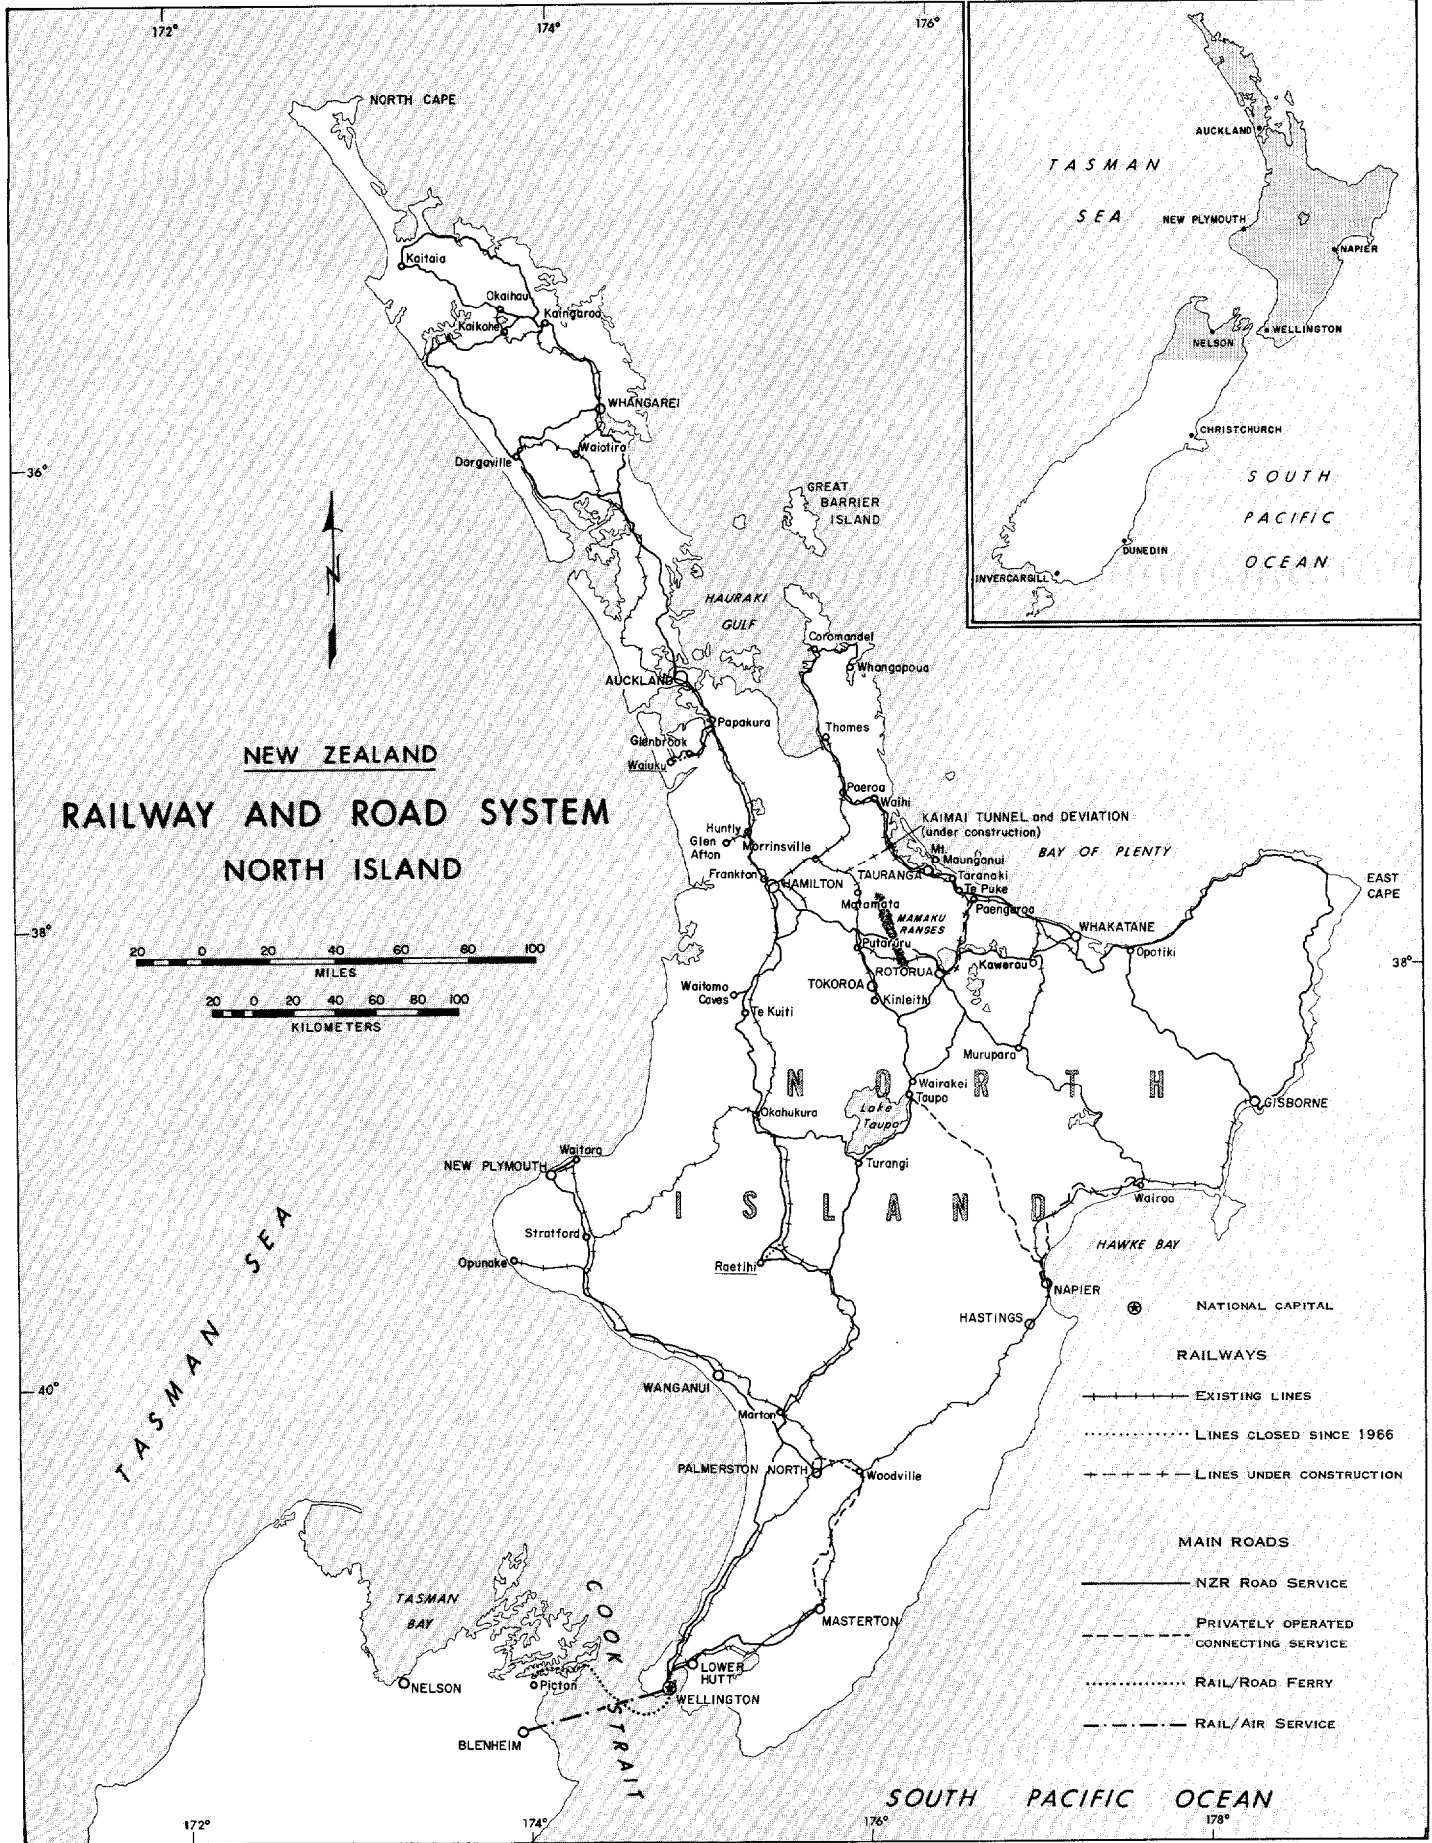 172°
174°
176°
NORTH CAPE
Kaitaia
Okaihau
Kaikohe
Kaingaroa
WHANGAREI
Waiotira
Dargaville
36°
N
GREAT
BARRIER
ISLAND
HAURAKI
GULF
Coromandel
Whangapoua
AUCKLAND
Papakura
Glenbrook
Waiuku
Thames
Paeroa
Waihi
NEW ZEALAND
RAILWAY AND ROAD SYSTEM
NORTH ISLAND
KAIMAI TUNNEL and DEVIATION
(under construction)
Huntly
Glen
Afton
Morrinsville
Mt.
Maunganui
BAY OF PLENTY
Frankton
HAMILTON
TAURANGA
Taranaki
Te Puke
Paengaroa
Matamata
MAMAKU
RANGES
EAST
CAPE
WHAKATANE
Opotiki
38°
38°
20 0 20 40 60 80 100
MILES
20 0 20 40 60 80 100
KILOMETERS
Putaruru
ROTORUA
Kawerau
TOKOROA
Kinleith
Waitomo
Caves
Te Kuiti
Murupara
NORTH
Wairakei
Taupo
Lake
Taupo
GISBORNE
Okahukura
Waitara
NEW PLYMOUTH
Turangi
Wairoa
ISLAND
Stratford
Opunake
Raetihi
HAWKE BAY
NAPIER
HASTINGS
TASMAN SEA
WANGANUI
40°
Marton
PALMERSTON NORTH
Woodville
TASMAN
BAY
COOK STRAIT
MASTERTON
LOWER
HUTT
WELLINGTON
NELSON
Picton
BLENHEIM
NATIONAL CAPITAL
RAILWAYS
EXISTING LINES
LINES CLOSED SINCE 1966
LINES UNDER CONSTRUCTION
MAIN ROADS
NZR ROAD SERVICE
PRIVATELY OPERATED
CONNECTING SERVICE
RAIL/ROAD FERRY
RAIL/AIR SERVICE
SOUTH PACIFIC OCEAN
172°
174°
176°
178°
AUCKLAND
TASMAN
SEA
NEW PLYMOUTH
NAPIER
WELLINGTON
NELSON
CHRISTCHURCH
SOUTH
PACIFIC
OCEAN
DUNEDIN
INVERCARGILL